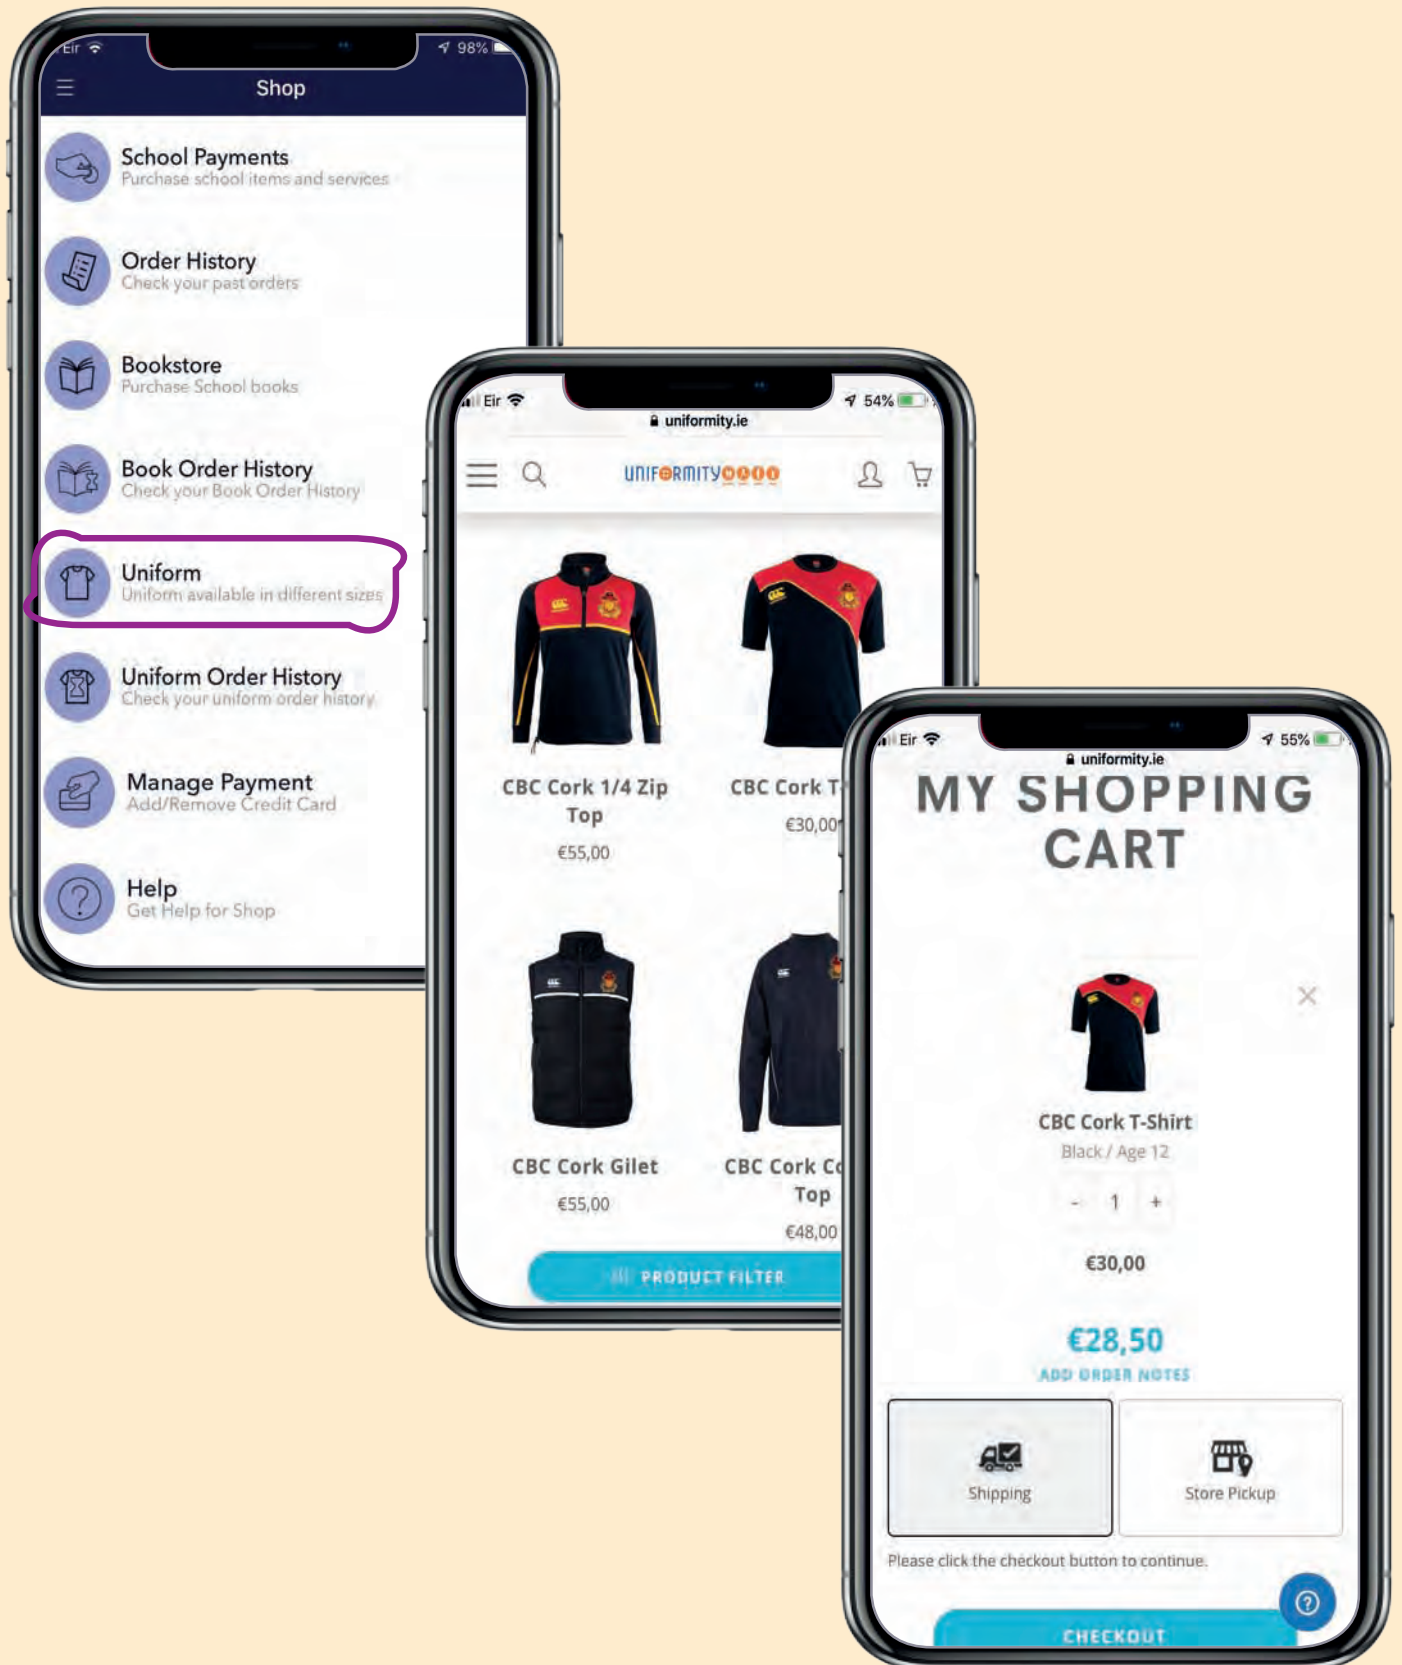 Eir
98%
Shop
School Payments
Purchase school items and services
Order History
Check your past orders
Bookstore
Purchase School books
Book Order History
Check your Book Order History
Uniform
Uniform available in different sizes
Uniform Order History
Check your uniform order history
Manage Payment
Add/Remove Credit Card
Help
Get Help for Shop
Eir
54%
uniformity.ie
UNIFORMITY
CCC
CCC
CBC Cork 1/4 Zip
Top
€55,00
CBC Cork T
€30,00
CCC
CCC
CBC Cork Gilet
€55,00
CBC Cork Co
Top
€48,00
PRODUCT FILTER
Eir
55%
uniformity.ie
MY SHOPPING
CART
CBC Cork T-Shirt
Black / Age 12
- 1 +
€30,00
€28,50
ADD ORDER NOTES
Shipping
Store Pickup
Please click the checkout button to continue.
CHECKOUT